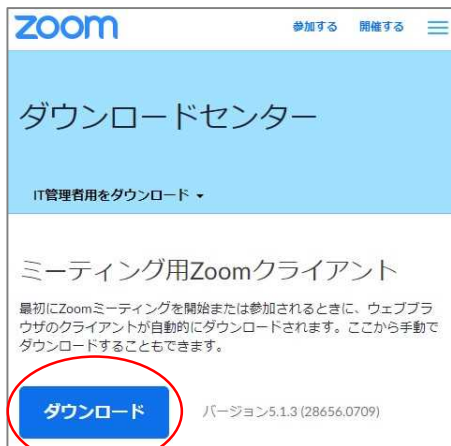 zoom 参加する 開催する
ダウンロードセンター
IT管理者用をダウンロード
ミーティング用Zoomクライアント
最初にZoomミーティングを開始または参加されるときに、ウェブブラ
ウザのクライアントが自動的にダウンロードされます。ここから手動で
ダウンロードすることもできます。
ダウンロード バージョン5.1.3 (28656.0709)